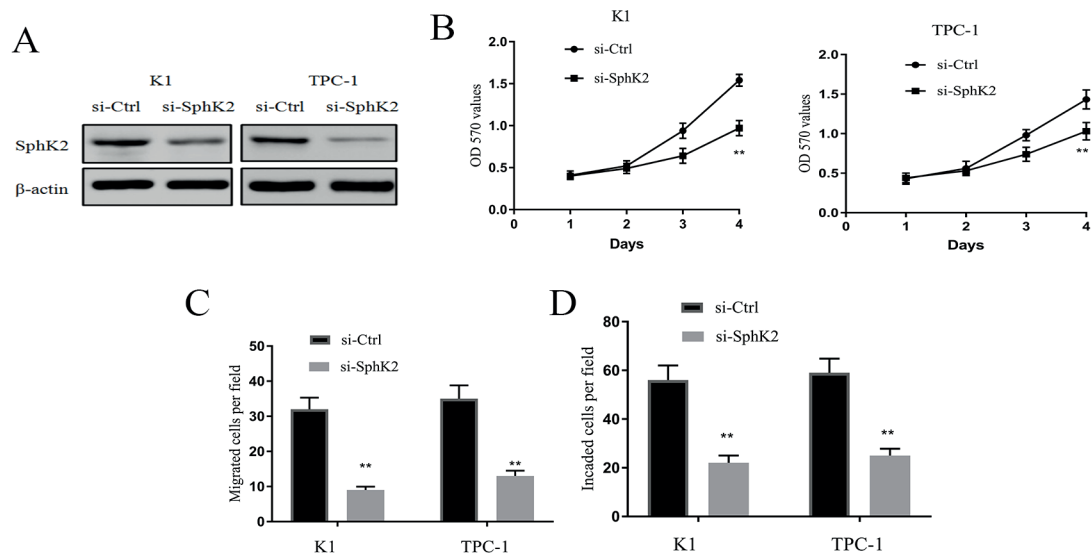 A
K1
TPC-1
si-Ctrl
si-SphK2
si-Ctrl
si-SphK2
SphK2
β-actin
B
K1
si-Ctrl
si-SphK2
2.0
1.5
1.0
0.5
0.0
OD 570 values
0
1
2
3
4
Days
**
TPC-1
si-Ctrl
si-SphK2
2.0
1.5
1.0
0.5
0.0
OD 570 values
0
1
2
3
4
Days
**
C
si-Ctrl
si-SphK2
50
40
30
20
10
0
Migrated cells per field
**
**
K1
TPC-1
D
si-Ctrl
si-SphK2
80
60
40
20
0
Incaded cells per field
**
**
K1
TPC-1